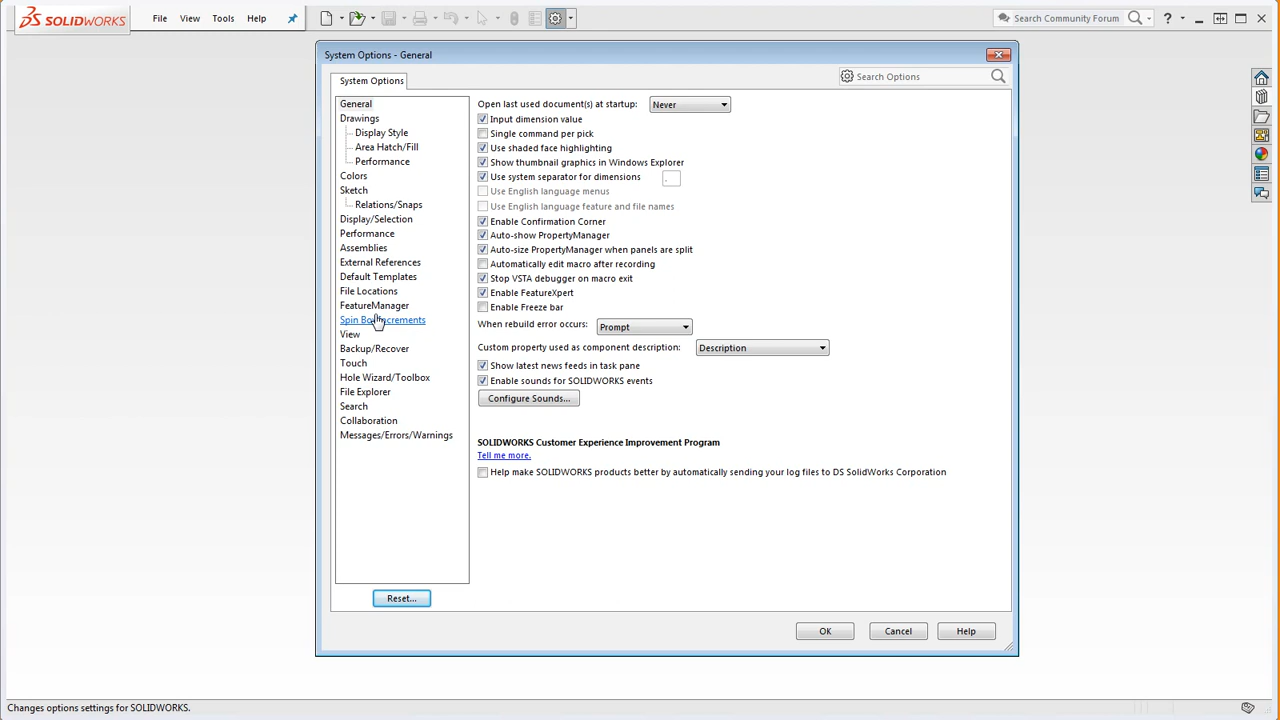 SOLIDWORKS File View Tools Help Search Community Forum ?
System Options - General
System Options
Search Options
General
Drawings
Display Style
Area Hatch/Fill
Performance
Colors
Sketch
Relations/Snaps
Display/Selection
Performance
Assemblies
External References
Default Templates
File Locations
FeatureManager
Spin Box Increments
View
Backup/Recover
Touch
Hole Wizard/Toolbox
File Explorer
Search
Collaboration
Messages/Errors/Warnings
Reset...
Open last used document(s) at startup: Never
Input dimension value
Single command per pick
Use shaded face highlighting
Show thumbnail graphics in Windows Explorer
Use system separator for dimensions .
Use English language menus
Use English language feature and file names
Enable Confirmation Corner
Auto-show PropertyManager
Auto-size PropertyManager when panels are split
Automatically edit macro after recording
Stop VSTA debugger on macro exit
Enable FeatureXpert
Enable Freeze bar
When rebuild error occurs: Prompt
Custom property used as component description: Description
Show latest news feeds in task pane
Enable sounds for SOLIDWORKS events
Configure Sounds...
SOLIDWORKS Customer Experience Improvement Program
Tell me more.
Help make SOLIDWORKS products better by automatically sending your log files to DS SolidWorks Corporation
OK Cancel Help
Changes options settings for SOLIDWORKS.